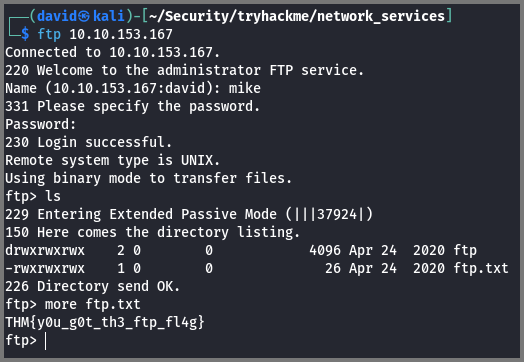 ┌──(david㉿kali)-[~/Security/tryhackme/network_services]
└─$ ftp 10.10.153.167
Connected to 10.10.153.167.
220 Welcome to the administrator FTP service.
Name (10.10.153.167:david): mike
331 Please specify the password.
Password:
230 Login successful.
Remote system type is UNIX.
Using binary mode to transfer files.
ftp> ls
229 Entering Extended Passive Mode (|||37924|)
150 Here comes the directory listing.
drwxrwxrwx    2 0        0            4096 Apr 24  2020 ftp
-rwxrwxrwx    1 0        0              26 Apr 24  2020 ftp.txt
226 Directory send OK.
ftp> more ftp.txt
THM{y0u_g0t_th3_ftp_fl4g}
ftp>